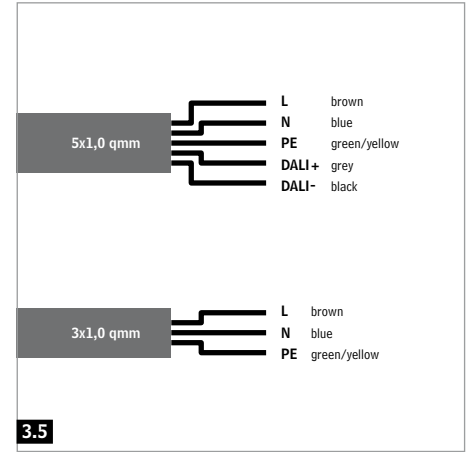 L brown
N blue
5x1,0 qmm
PE green/yellow
DALI+ grey
DALI- black
L brown
3x1,0 qmm
N blue
PE green/yellow
3.5